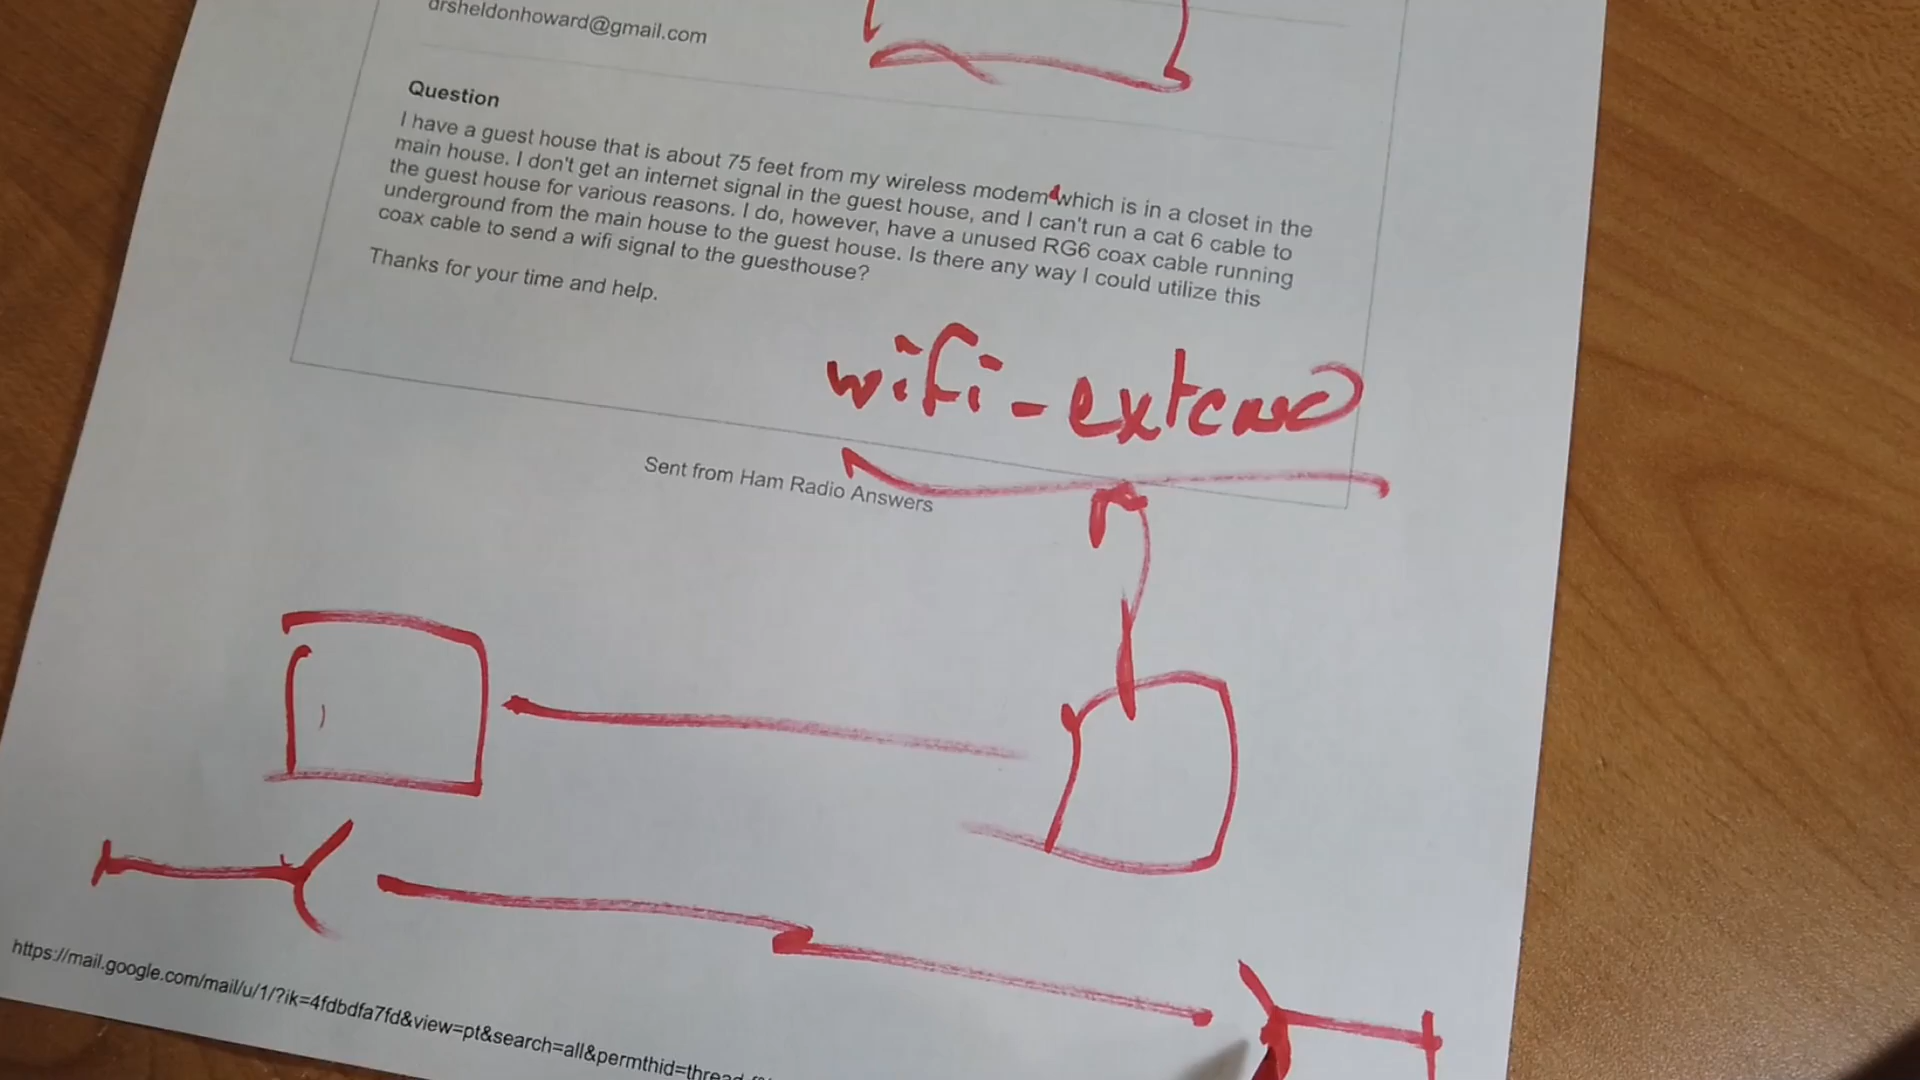 drsheldonhoward@gmail.com
Question
I have a guest house that is about 75 feet from my wireless modem which is in a closet in the
main house. I don't get an internet signal in the guest house, and I can't run a cat 6 cable to
the guest house for various reasons. I do, however, have a unused RG6 coax cable running
underground from the main house to the guest house. Is there any way I could utilize this
coax cable to send a wifi signal to the guesthouse?
Thanks for your time and help.
wifi-extend
Sent from Ham Radio Answers
https://mail.google.com/mail/u/1/?ik=4fdbdfa7fd&view=pt&search=all&permthid=thread-